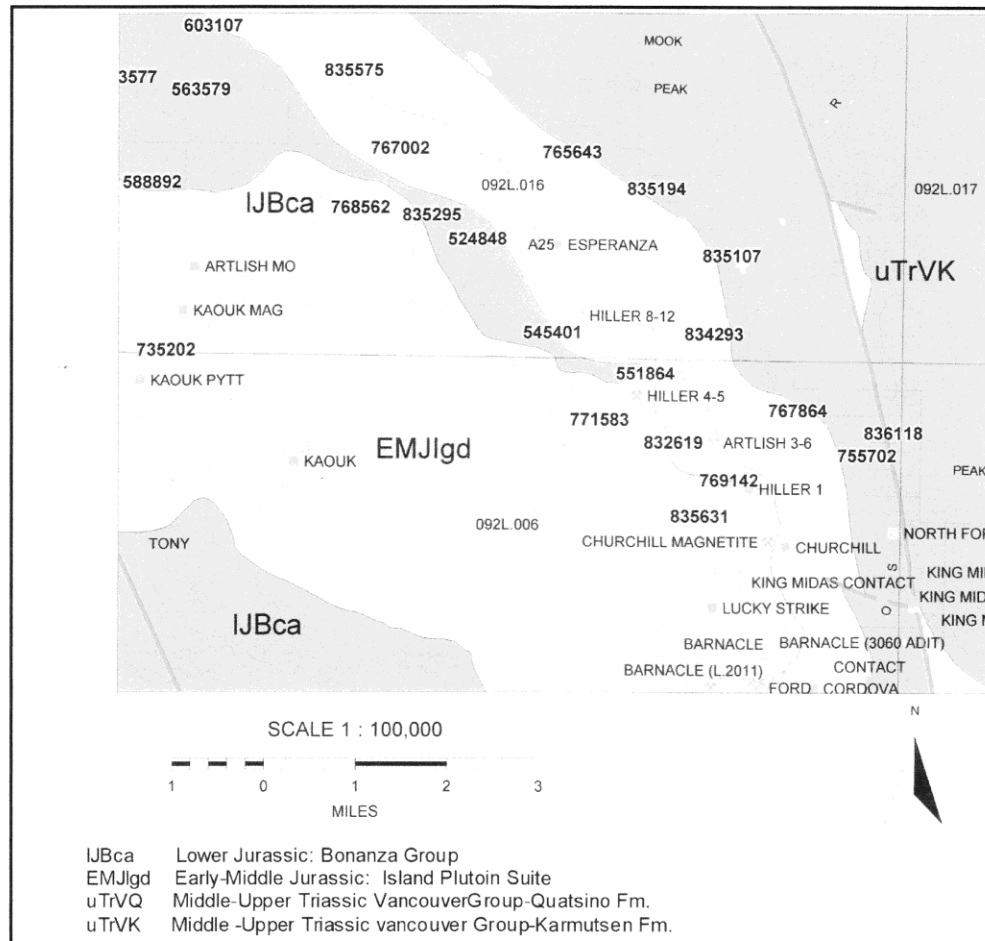 603107
MOOK
835575
3577
563579
PEAK
R
767002
765643
588892
092L.016
835194
092L.017
IJBca
768562
835295
524848
A25 ESPERANZA
835107
uTrVK
ARTLISH MO
KAOUK MAG
HILLER 8-12
545401
834293
735202
551864
KAOUK PYTT
HILLER 4-5
771583
767864
832619
ARTLISH 3-6
836118
755702
EMJIgd
KAOUK
PEAK
769142
HILLER 1
835631
092L.006
TONY
CHURCHILL MAGNETITE
CHURCHILL
NORTH FOR
S
KING MI
KING MIDAS CONTACT
KING MID
O
LUCKY STRIKE
KING M
IJBca
BARNACLE
BARNACLE (3060 ADIT)
BARNACLE (L.2011)
CONTACT
FORD
CORDOVA
N
SCALE 1 : 100,000
1 0 1 2 3
MILES
IJBca Lower Jurassic: Bonanza Group
EMJIgd Early-Middle Jurassic: Island Plutoin Suite
uTrVQ Middle-Upper Triassic VancouverGroup-Quatsino Fm.
uTrVK Middle -Upper Triassic vancouver Group-Karmutsen Fm.